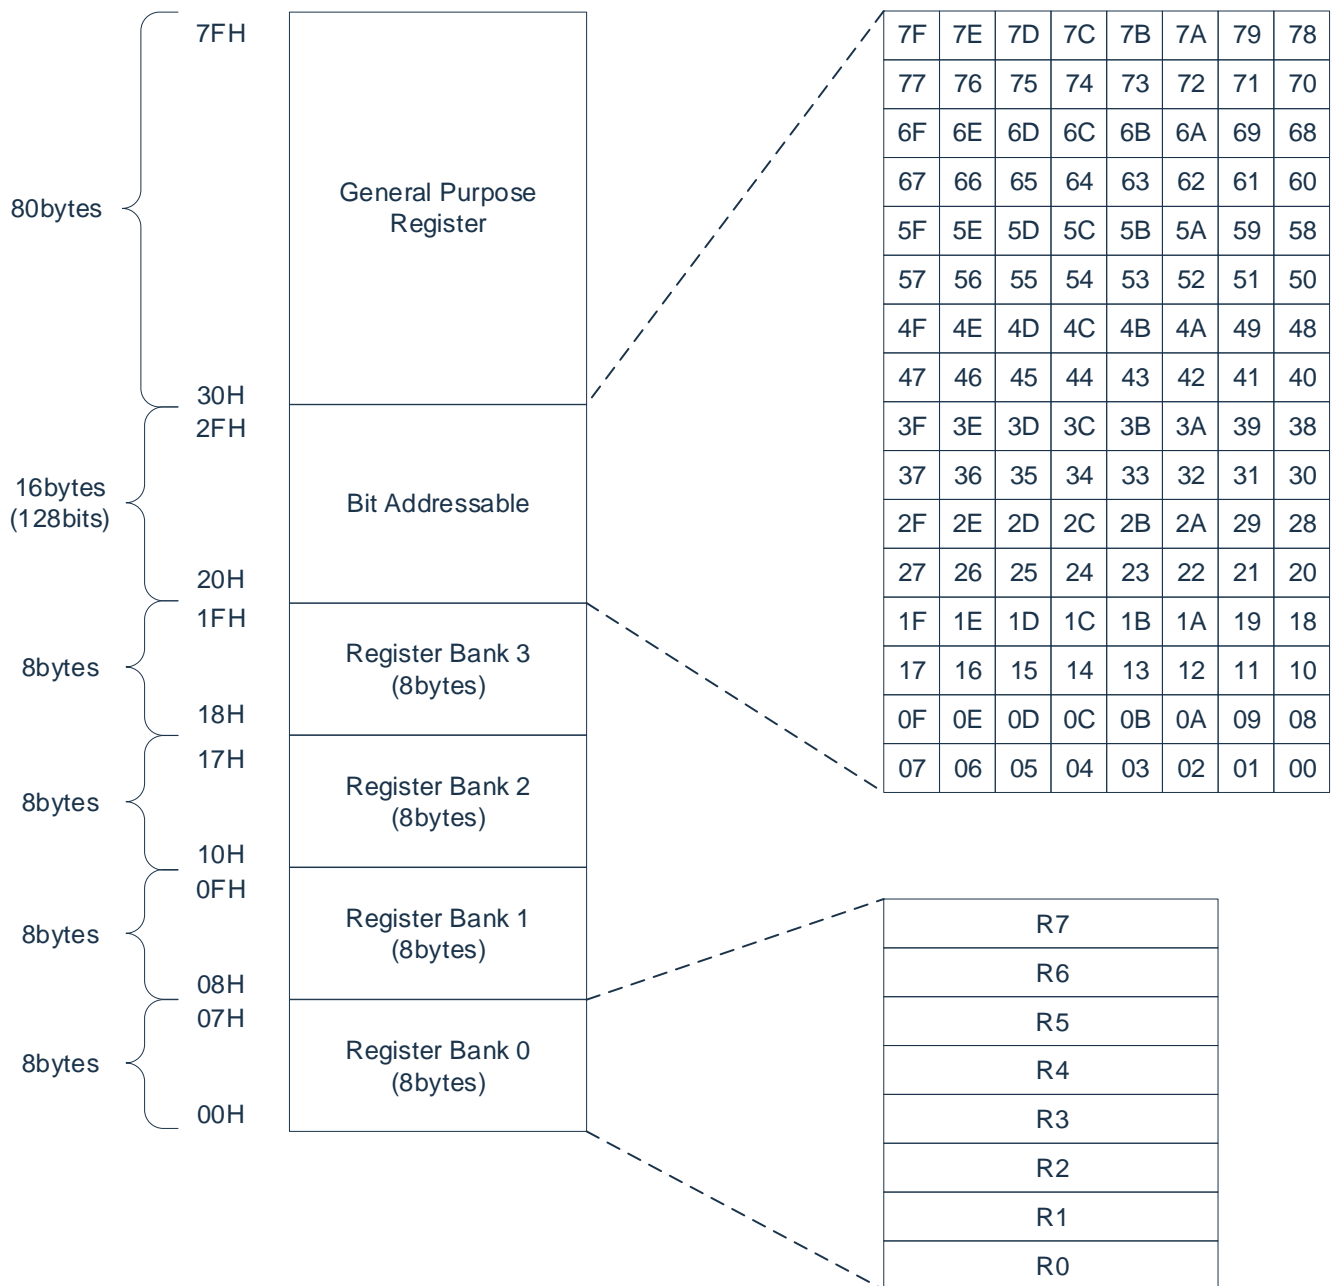 7FH
80bytes
General Purpose
Register
30H
2FH
16bytes
(128bits)
Bit Addressable
20H
1FH
8bytes
Register Bank 3
(8bytes)
18H
17H
8bytes
Register Bank 2
(8bytes)
10H
0FH
8bytes
Register Bank 1
(8bytes)
08H
07H
8bytes
Register Bank 0
(8bytes)
00H
7F 7E 7D 7C 7B 7A 79 78
77 76 75 74 73 72 71 70
6F 6E 6D 6C 6B 6A 69 68
67 66 65 64 63 62 61 60
5F 5E 5D 5C 5B 5A 59 58
57 56 55 54 53 52 51 50
4F 4E 4D 4C 4B 4A 49 48
47 46 45 44 43 42 41 40
3F 3E 3D 3C 3B 3A 39 38
37 36 35 34 33 32 31 30
2F 2E 2D 2C 2B 2A 29 28
27 26 25 24 23 22 21 20
1F 1E 1D 1C 1B 1A 19 18
17 16 15 14 13 12 11 10
0F 0E 0D 0C 0B 0A 09 08
07 06 05 04 03 02 01 00
R7
R6
R5
R4
R3
R2
R1
R0